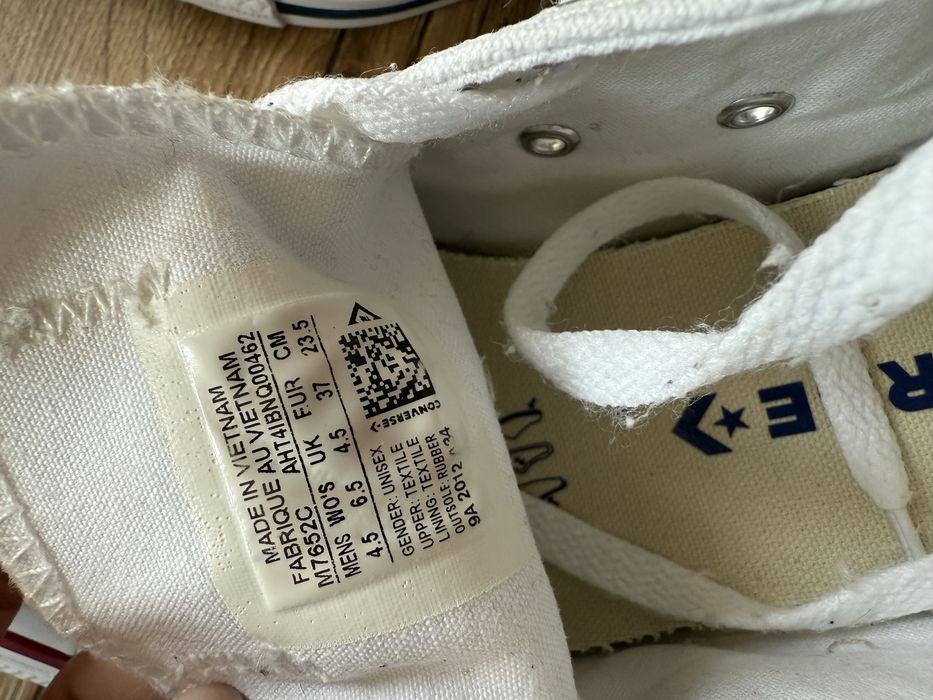 MADE IN VIETNAM
FABRIQUE AU VIETNAM
M7652C AHT4IBNQ00462
MENS WO'S UK EUR CM
4.5 6.5 4.5 37 23.5
CONVERSE
GENDER: UNISEX
UPPER: TEXTILE
LINING: TEXTILE
OUTSOLE: RUBBER
9A 2012
R
E